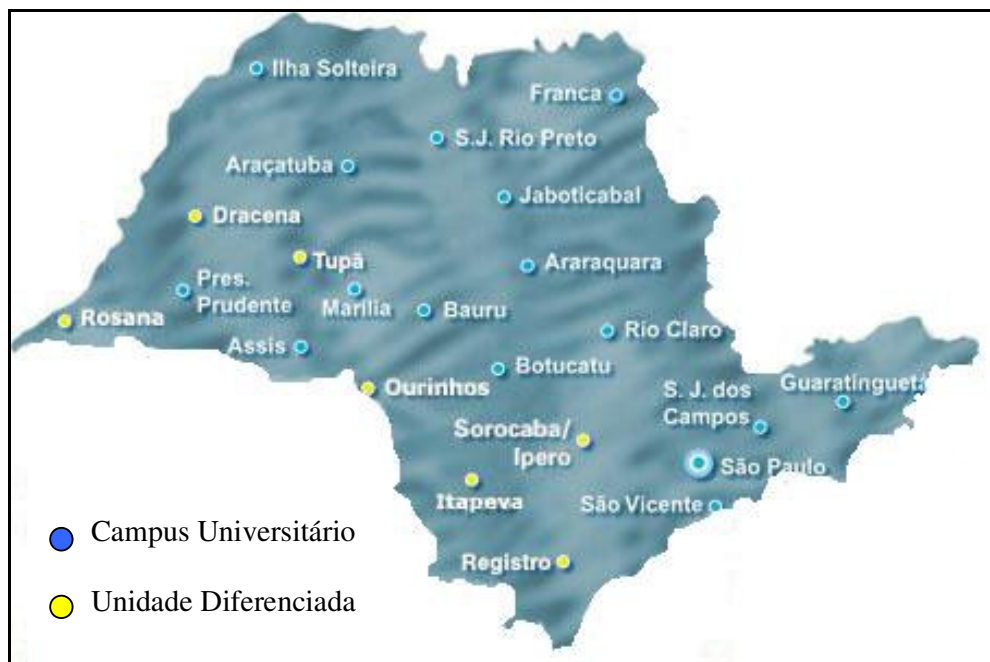 Ilha Solteira
Franca
S.J. Rio Preto
Araçatuba
Jaboticabal
Dracena
Tupã
Araraquara
Pres.
Prudente
Marília
Bauru
Rosana
Rio Claro
Assis
Botucatu
Ourinhos
S. J. dos
Campos
Guaratinguetá
Sorocaba/
Ipero
São Paulo
Itapeva
São Vicente
Campus Universitário
Registro
Unidade Diferenciada